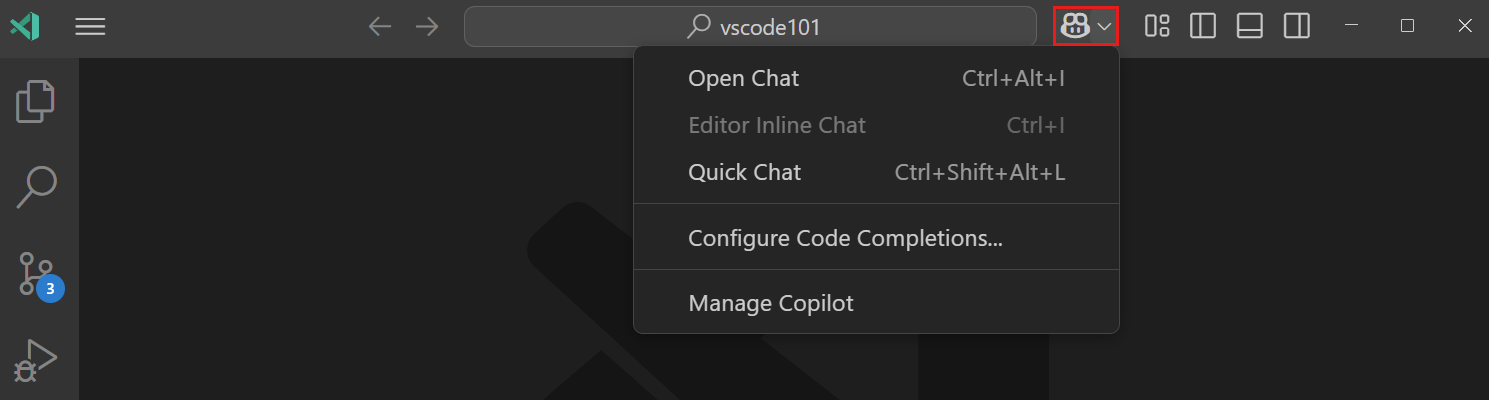 vscode101
Open Chat Ctrl+Alt+I
Editor Inline Chat Ctrl+I
Quick Chat Ctrl+Shift+Alt+L
Configure Code Completions...
3
Manage Copilot